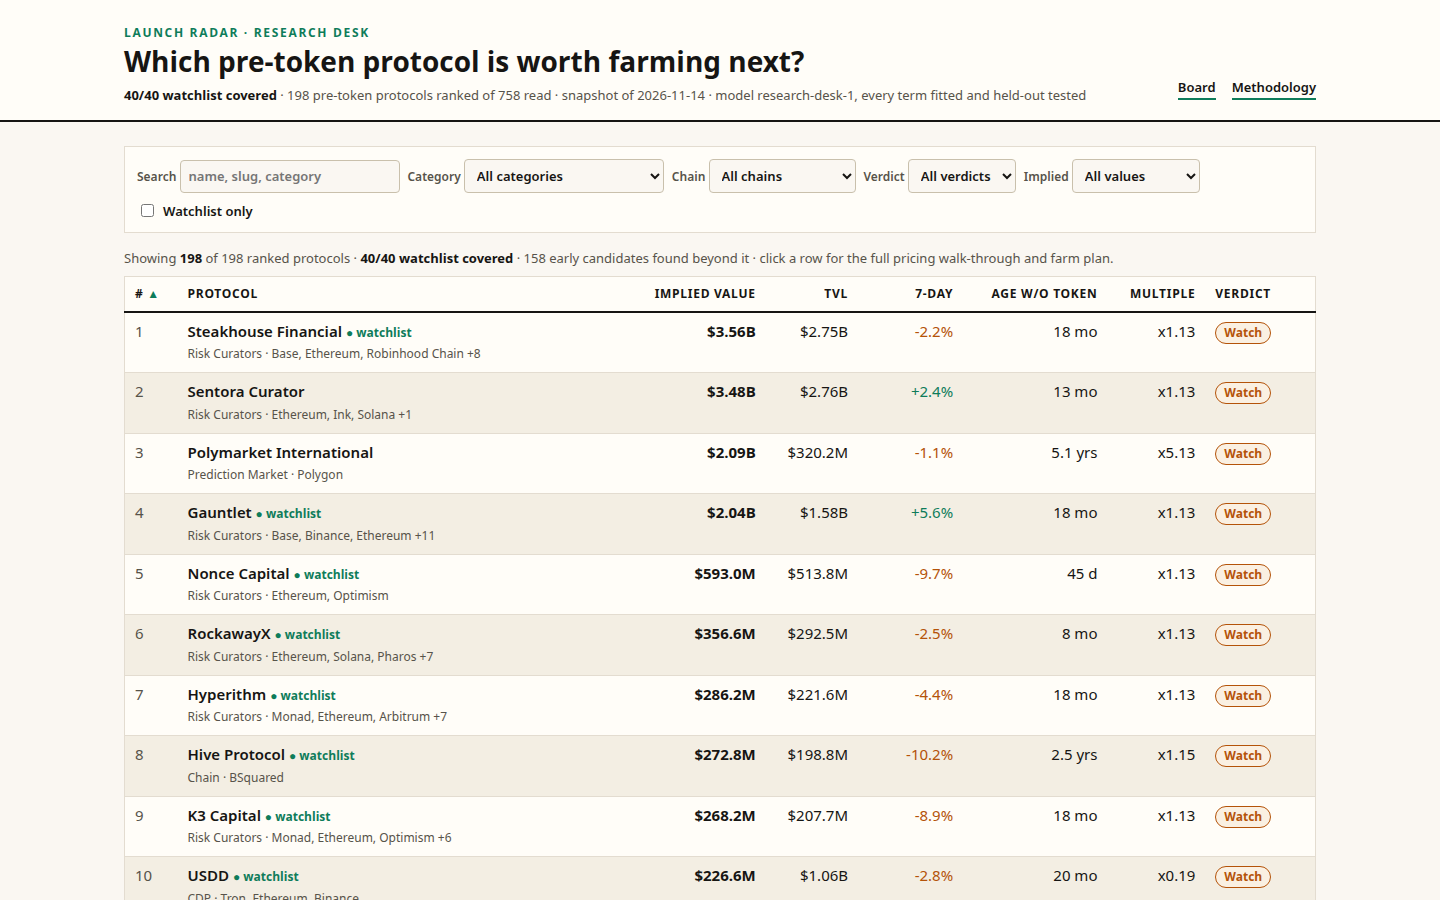 LAUNCH RADAR · RESEARCH DESK
Which pre-token protocol is worth farming next?
40/40 watchlist covered · 198 pre-token protocols ranked of 758 read · snapshot of 2026-11-14 · model research-desk-1, every term fitted and held-out tested
Board Methodology
Search name, slug, category Category All categories Chain All chains Verdict All verdicts Implied All values
Watchlist only
Showing 198 of 198 ranked protocols · 40/40 watchlist covered · 158 early candidates found beyond it · click a row for the full pricing walk-through and farm plan.
# ▲ PROTOCOL IMPLIED VALUE TVL 7-DAY AGE W/O TOKEN MULTIPLE VERDICT
1 Steakhouse Financial ● watchlist $3.56B $2.75B -2.2% 18 mo x1.13 Watch
Risk Curators · Base, Ethereum, Robinhood Chain +8
2 Sentora Curator $3.48B $2.76B +2.4% 13 mo x1.13 Watch
Risk Curators · Ethereum, Ink, Solana +1
3 Polymarket International $2.09B $320.2M -1.1% 5.1 yrs x5.13 Watch
Prediction Market · Polygon
4 Gauntlet ● watchlist $2.04B $1.58B +5.6% 18 mo x1.13 Watch
Risk Curators · Base, Binance, Ethereum +11
5 Nonce Capital ● watchlist $593.0M $513.8M -9.7% 45 d x1.13 Watch
Risk Curators · Ethereum, Optimism
6 RockawayX ● watchlist $356.6M $292.5M -2.5% 8 mo x1.13 Watch
Risk Curators · Ethereum, Solana, Pharos +7
7 Hyperithm ● watchlist $286.2M $221.6M -4.4% 18 mo x1.13 Watch
Risk Curators · Monad, Ethereum, Arbitrum +7
8 Hive Protocol ● watchlist $272.8M $198.8M -10.2% 2.5 yrs x1.15 Watch
Chain · BSquared
9 K3 Capital ● watchlist $268.2M $207.7M -8.9% 18 mo x1.13 Watch
Risk Curators · Monad, Ethereum, Optimism +6
10 USDD ● watchlist $226.6M $1.06B -2.8% 20 mo x0.19 Watch
CDP · Tron, Ethereum, Binance